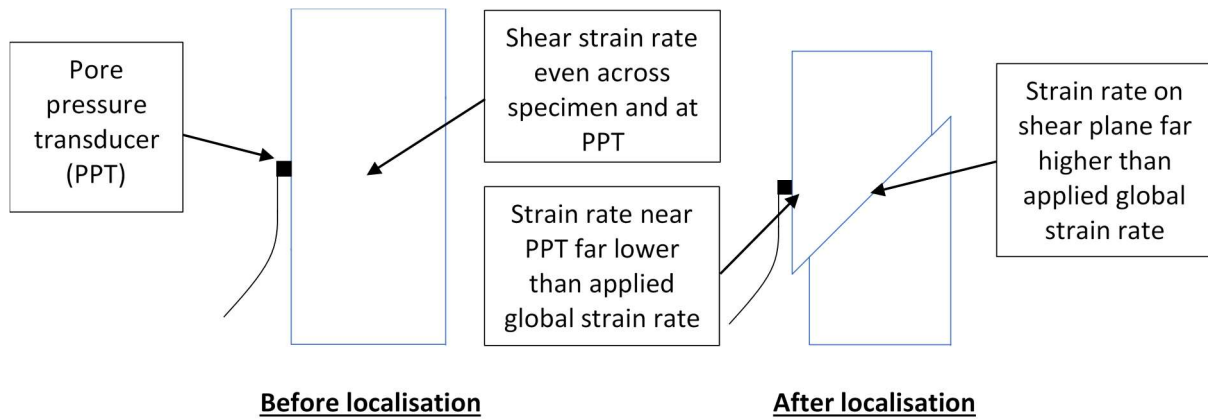 Pore
pressure
transducer
(PPT)
Shear strain rate
even across
specimen and at
PPT
Strain rate near
PPT far lower
than applied
global strain rate
Strain rate on
shear plane far
higher than
applied global
strain rate
Before localisation
After localisation